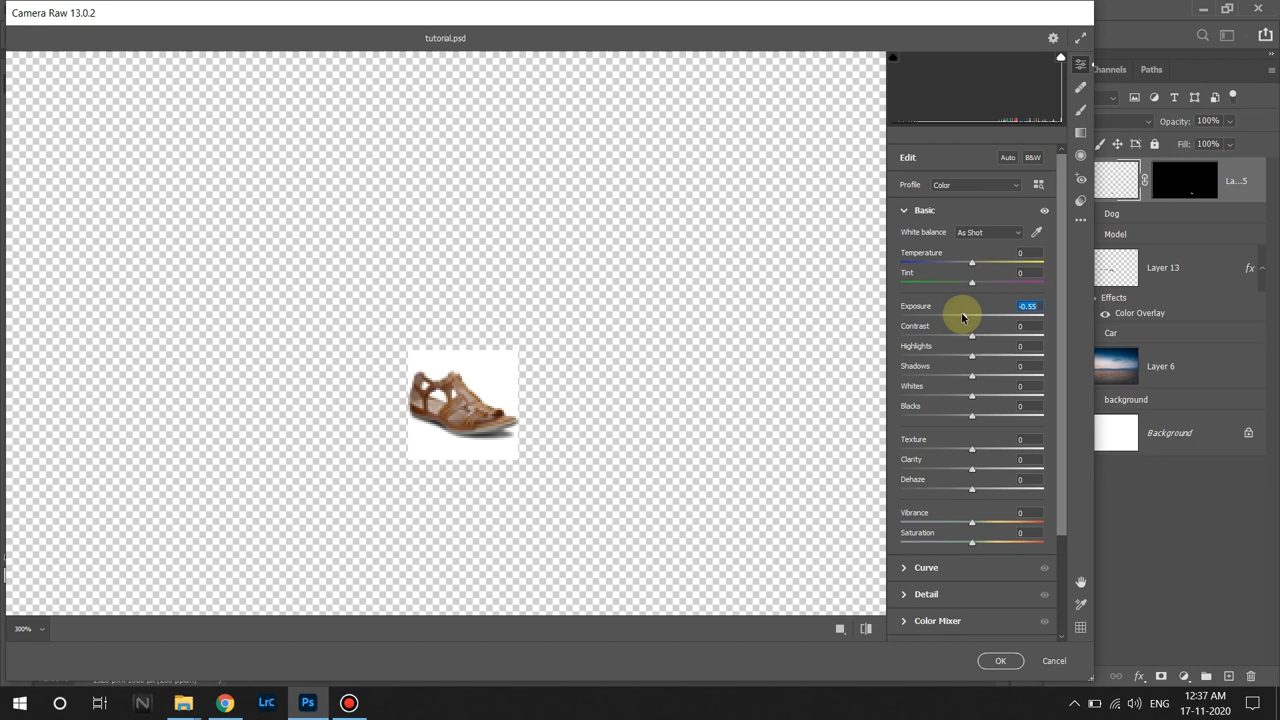 Camera Raw 13.0.2
tutorial.psd
Channels Paths
Opacity: 100%
Fill: 100%
Edit Auto B&W
Profile Color
Basic
White balance As Shot
Temperature 0
Tint 0
Exposure -0.55
Contrast 0
Highlights 0
Shadows 0
Whites 0
Blacks 0
Texture 0
Clarity 0
Dehaze 0
Vibrance 0
Saturation 0
Curve
Detail
Color Mixer
La...5
Dog
Model
Layer 13 fx
Effects
Color Overlay
Car
Layer 6
background
Background
300%
OK Cancel
fx
N LrC Ps
ENG
12:37 AM
17-11-2020